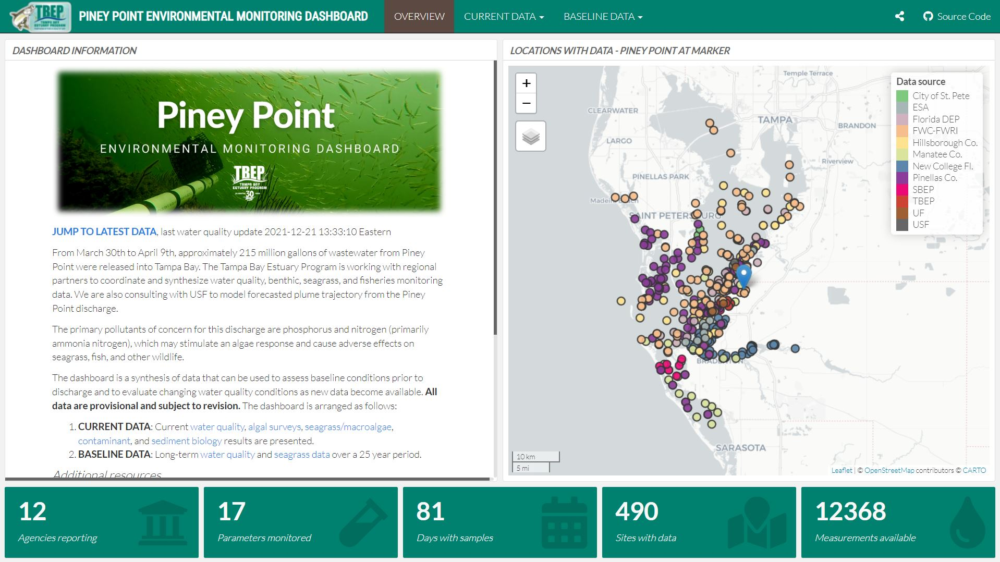 TBEP
TAMPA BAY
ESTUARY PROGRAM
PINEY POINT ENVIRONMENTAL MONITORING DASHBOARD
OVERVIEW
CURRENT DATA
BASELINE DATA
Source Code
DASHBOARD INFORMATION
Piney Point
ENVIRONMENTAL MONITORING DASHBOARD
TBEP
TAMPA BAY
ESTUARY PROGRAM
30
JUMP TO LATEST DATA, last water quality update 2021-12-21 13:33:10 Eastern
From March 30th to April 9th, approximately 215 million gallons of wastewater from Piney
Point were released into Tampa Bay. The Tampa Bay Estuary Program is working with regional
partners to coordinate and synthesize water quality, benthic, seagrass, and fisheries monitoring
data. We are also consulting with USF to model forecasted plume trajectory from the Piney
Point discharge.
The primary pollutants of concern for this discharge are phosphorus and nitrogen (primarily
ammonia nitrogen), which may stimulate an algae response and cause adverse effects on
seagrass, fish, and other wildlife.
The dashboard is a synthesis of data that can be used to assess baseline conditions prior to
discharge and to evaluate changing water quality conditions as new data become available. All
data are provisional and subject to revision. The dashboard is arranged as follows:
1. CURRENT DATA: Current water quality, algal surveys, seagrass/macroalgae,
contaminant, and sediment biology results are presented.
2. BASELINE DATA: Long-term water quality and seagrass data over a 25 year period.
Additional resources
LOCATIONS WITH DATA - PINEY POINT AT MARKER
+
−
Temple Terrace
CLEARWATER
TAMPA
BRANDON
LARGO
Riverview
PINELLAS PARK
Madeira Beach
SAINT PETERSBURG
BRADENTON
SARASOTA
Data source
City of St. Pete
ESA
Florida DEP
FWC-FWRI
Hillsborough Co.
Manatee Co.
New College Fl.
Pinellas Co.
SBEP
TBEP
UF
USF
10 km
5 mi
Leaflet | © OpenStreetMap contributors © CARTO
12
Agencies reporting
17
Parameters monitored
81
Days with samples
490
Sites with data
12368
Measurements available